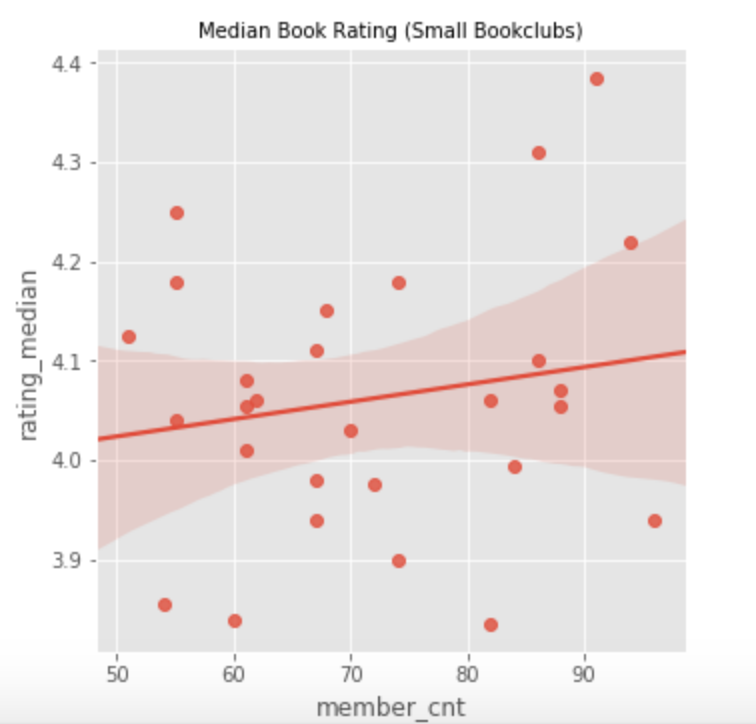 Median Book Rating (Small Bookclubs)
4.4
4.3
4.2
4.1
4.0
3.9
rating_median
50 60 70 80 90
member_cnt